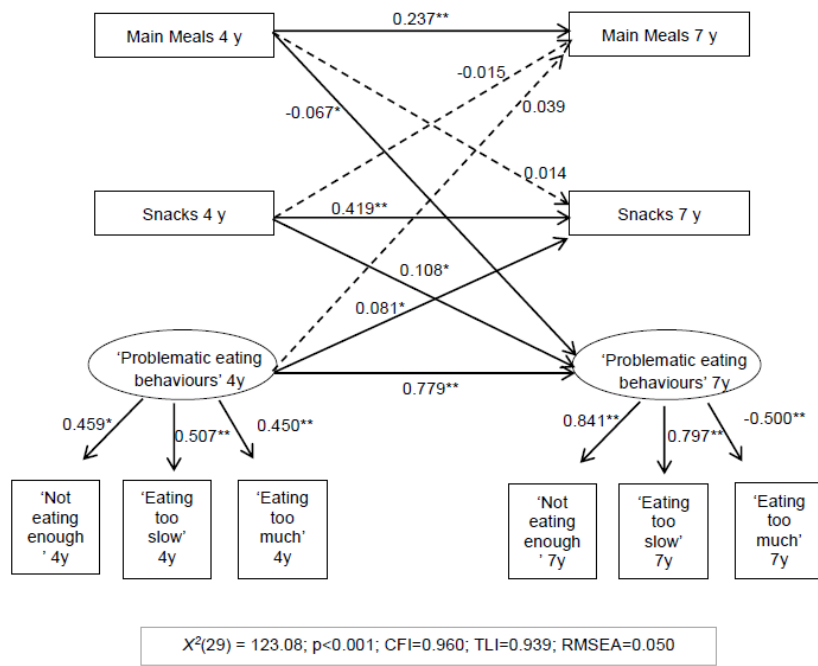 0.237**
Main Meals 4 y
Main Meals 7 y
-0.015
-0.067*
0.039
0.014
Snacks 4 y
0.419**
Snacks 7 y
0.108*
0.081*
‘Problematic eating
behaviours’ 4y
‘Problematic eating
behaviours’ 7y
0.779**
0.459*
0.507**
0.450**
0.841**
0.797**
-0.500**
‘Not
eating
enough
’ 4y
‘Eating
too
slow’
4y
‘Eating
too
much’
4y
‘Not
eating
enough
’ 7y
‘Eating
too
slow’
7y
‘Eating
too
much’
7y
X²(29) = 123.08; p<0.001; CFI=0.960; TLI=0.939; RMSEA=0.050